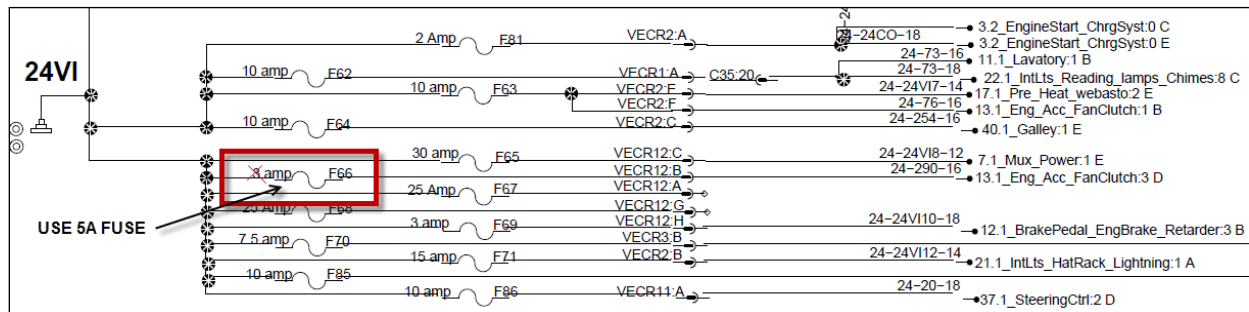 2 Amp F81 VECR2:A 24-24CO-18 3.2_EngineStart_ChrgSyst:0 C
3.2_EngineStart_ChrgSyst:0 E
24-73-16 11.1_Lavatory:1 B
24VI
10 amp F62 VECR1:A C35:20 24-73-18 22.1_IntLts_Reading_lamps_Chimes:8 C
10 amp F63 VECR2:E 24-24VI7-14 17.1_Pre_Heat_webasto:2 E
VECR2:F 24-76-16 13.1_Eng_Acc_FanClutch:1 B
10 amp F64 VECR2:C 24-254-16 40.1_Galley:1 E
30 amp F65 VECR12:C 24-24VI8-12 7.1_Mux_Power:1 E
amp F66 VECR12:B 24-290-16 13.1_Eng_Acc_FanClutch:3 D
25 Amp F67 VECR12:A
25 Amp F68 VECR12:G
USE 5A FUSE
3 amp F69 VECR12:H 24-24VI10-18 12.1_BrakePedal_EngBrake_Retarder:3 B
7.5 amp F70 VECR3:B
15 amp F71 VECR2:B 24-24VI12-14 21.1_IntLts_HatRack_Lightning:1 A
10 amp F85
10 amp F86 VECR11:A 24-20-18 37.1_SteeringCtrl:2 D